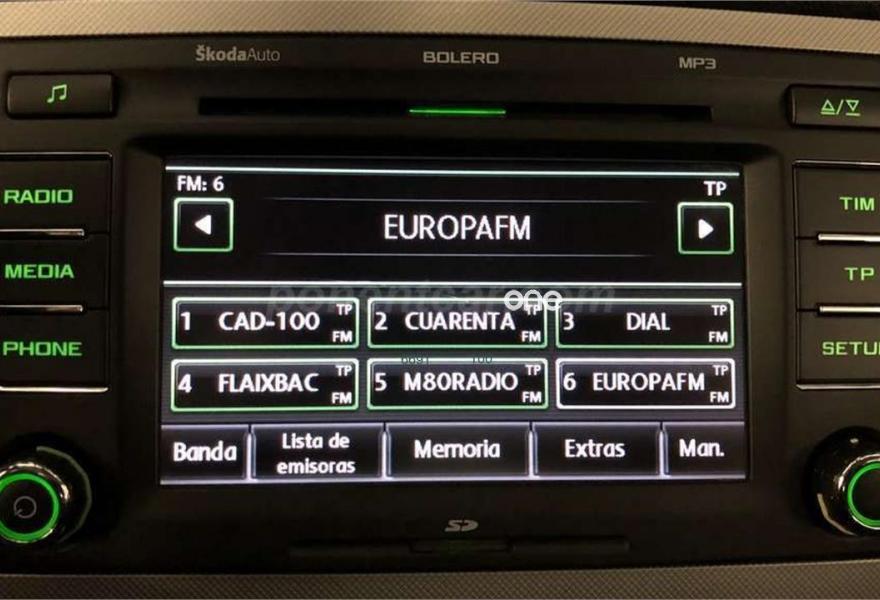 ŠkodaAuto BOLERO MP3
RADIO
MEDIA
PHONE
FM: 6 TP
EUROPAFM
1 CAD-100 TP FM
2 CUARENTA TP FM
3 DIAL TP FM
4 FLAIXBAC TP FM
5 M80RADIO TP FM
6 EUROPAFM TP FM
Banda
Lista de
emisoras
Memoria
Extras
Man.
TIM
TP
SETU
SD
one